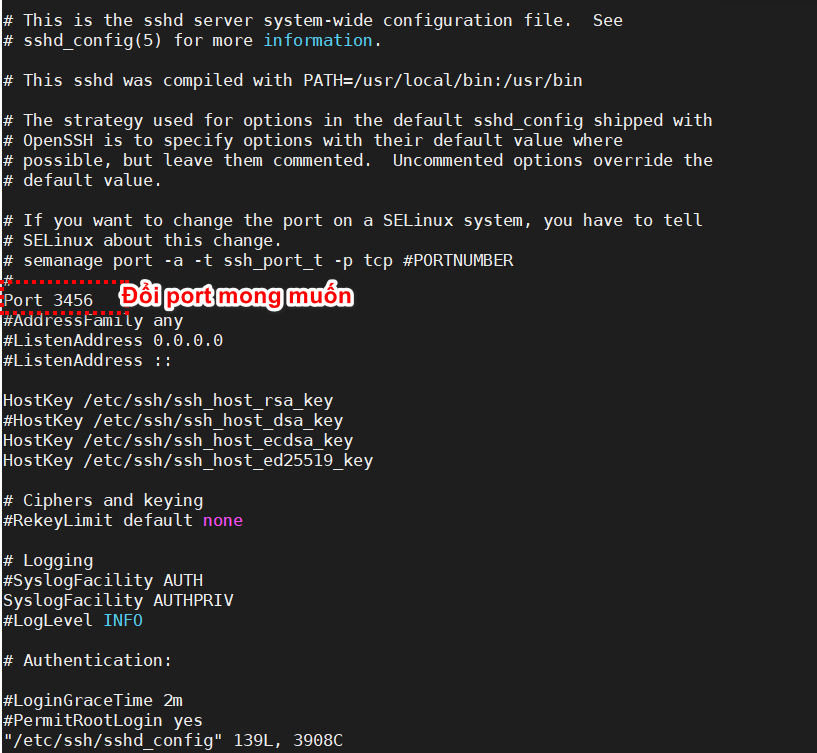 # This is the sshd server system-wide configuration file.  See
# sshd_config(5) for more information.
# This sshd was compiled with PATH=/usr/local/bin:/usr/bin
# The strategy used for options in the default sshd_config shipped with
# OpenSSH is to specify options with their default value where
# possible, but leave them commented.  Uncommented options override the
# default value.
# If you want to change the port on a SELinux system, you have to tell
# SELinux about this change.
# semanage port -a -t ssh_port_t -p tcp #PORTNUMBER
#
Port 3456 Đổi port mong muốn
#AddressFamily any
#ListenAddress 0.0.0.0
#ListenAddress ::
HostKey /etc/ssh/ssh_host_rsa_key
#HostKey /etc/ssh/ssh_host_dsa_key
HostKey /etc/ssh/ssh_host_ecdsa_key
HostKey /etc/ssh/ssh_host_ed25519_key
# Ciphers and keying
#RekeyLimit default none
# Logging
#SyslogFacility AUTH
SyslogFacility AUTHPRIV
#LogLevel INFO
# Authentication:
#LoginGraceTime 2m
#PermitRootLogin yes
"/etc/ssh/sshd_config" 139L, 3908C